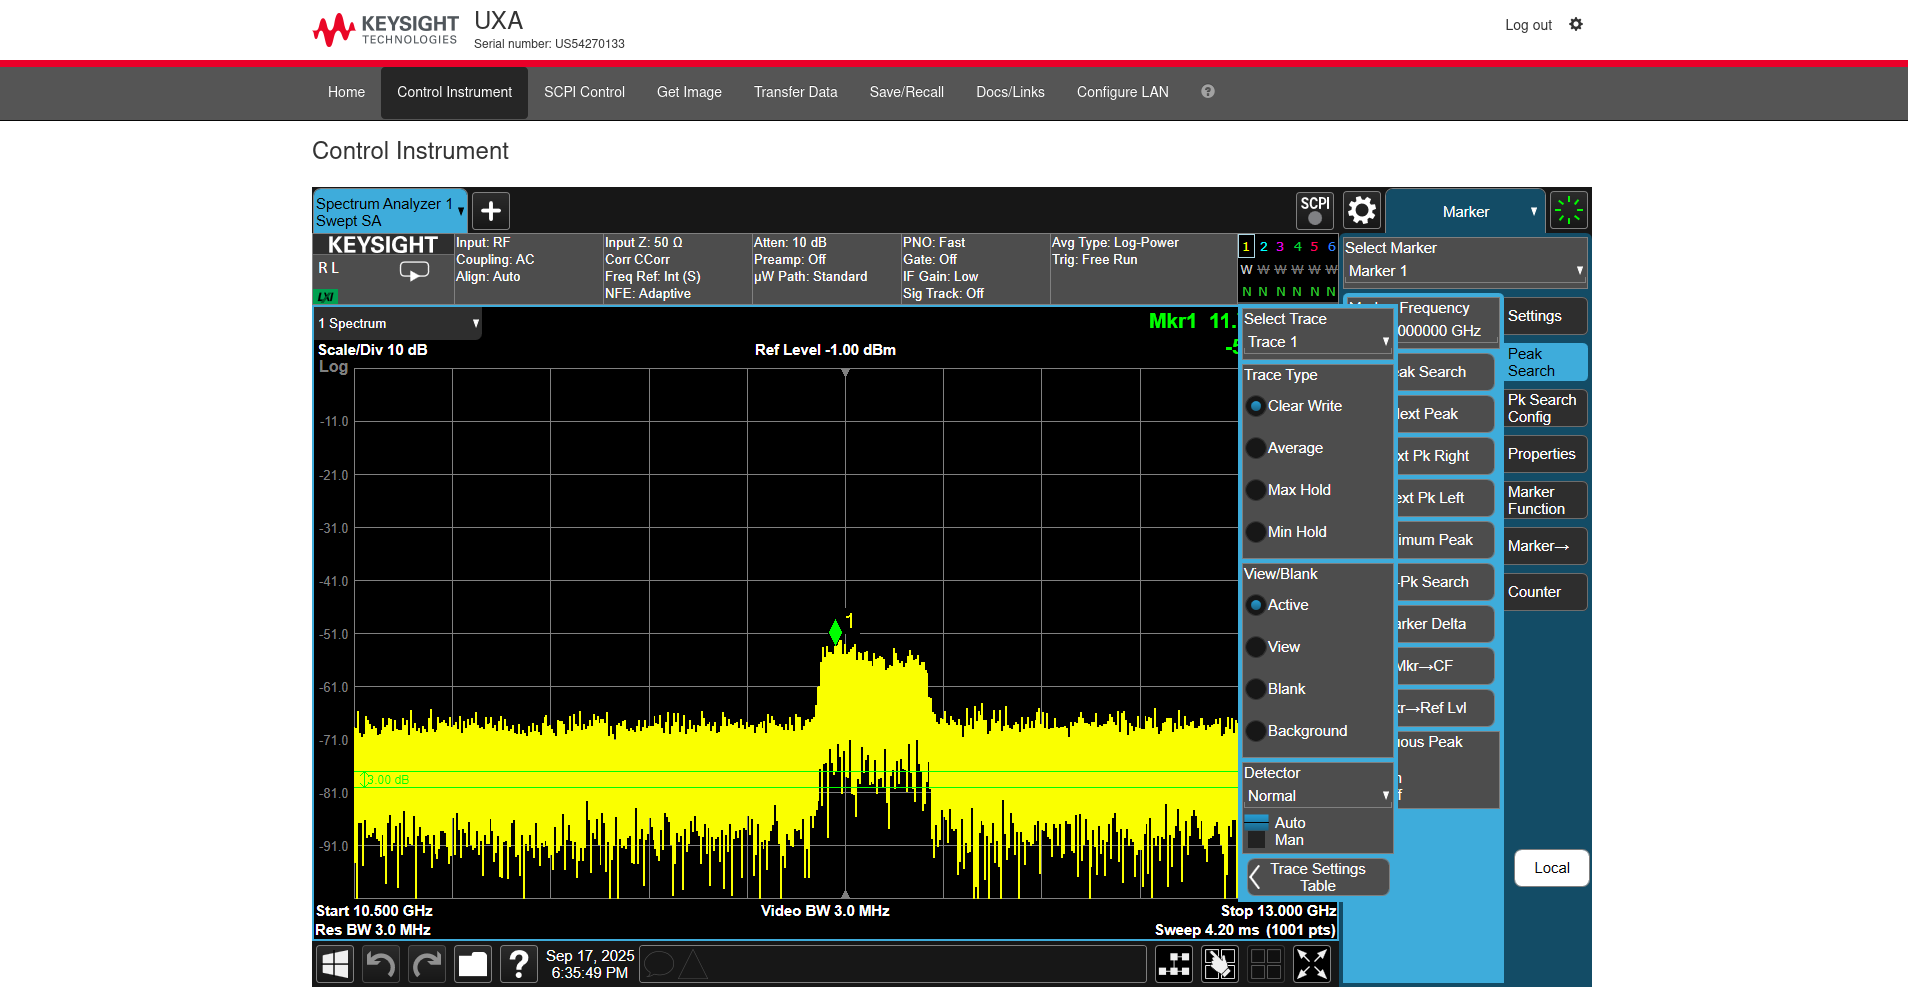 KEYSIGHT
TECHNOLOGIES
UXA
Serial number: US54270133
Log out
Home
Control Instrument
SCPI Control
Get Image
Transfer Data
Save/Recall
Docs/Links
Configure LAN
?
Control Instrument
Spectrum Analyzer 1
Swept SA
SCPI
Marker
KEYSIGHT
R L
LXI
Input: RF
Coupling: AC
Align: Auto
Input Z: 50 Ω
Corr CCorr
Freq Ref: Int (S)
NFE: Adaptive
Atten: 10 dB
Preamp: Off
µW Path: Standard
PNO: Fast
Gate: Off
IF Gain: Low
Sig Track: Off
Avg Type: Log-Power
Trig: Free Run
1 2 3 4 5 6
W W W W W W
N N N N N N
Select Marker
Marker 1
1 Spectrum
Scale/Div 10 dB
Log
Ref Level -1.00 dBm
Mkr1 11.
-5
-11.0
-21.0
-31.0
-41.0
-51.0
-61.0
-71.0
-81.0
-91.0
3.00 dB
1
Start 10.500 GHz
Res BW 3.0 MHz
Video BW 3.0 MHz
Stop 13.000 GHz
Sweep 4.20 ms (1001 pts)
Select Trace
Trace 1
Trace Type
Clear Write
Average
Max Hold
Min Hold
View/Blank
Active
View
Blank
Background
Detector
Normal
Auto
Man
Trace Settings
Table
Frequency
000000 GHz
ak Search
ext Peak
xt Pk Right
ext Pk Left
imum Peak
-Pk Search
arker Delta
Mkr→CF
r→Ref Lvl
uous Peak
f
Settings
Peak
Search
Pk Search
Config
Properties
Marker
Function
Marker→
Counter
Local
?
Sep 17, 2025
6:35:49 PM